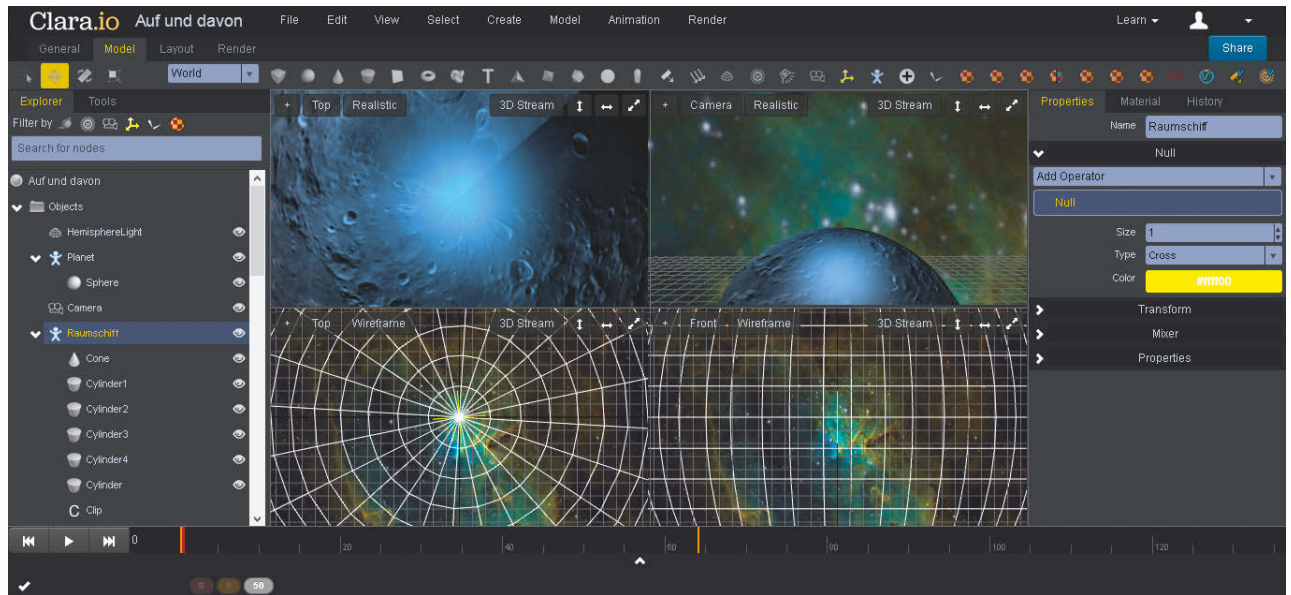 Clara.io Auf und davon File Edit View Select Create Model Animation Render Learn
General Model Layout Render Share
World
Explorer Tools
Filter by
Search for nodes
Auf und davon
Objects
HemisphereLight
Planet
Sphere
Camera
Raumschiff
Cone
Cylinder1
Cylinder2
Cylinder3
Cylinder4
Cylinder
Clip
+ Top Realistic 3D Stream
+ Camera Realistic 3D Stream
+ Top Wireframe 3D Stream
+ Front Wireframe 3D Stream
Properties Material History
Name Raumschiff
Null
Add Operator
Null
Size 1
Type Cross
Color #ffff00
Transform
Mixer
Properties
0 20 40 60 80 100 120
0 0 50